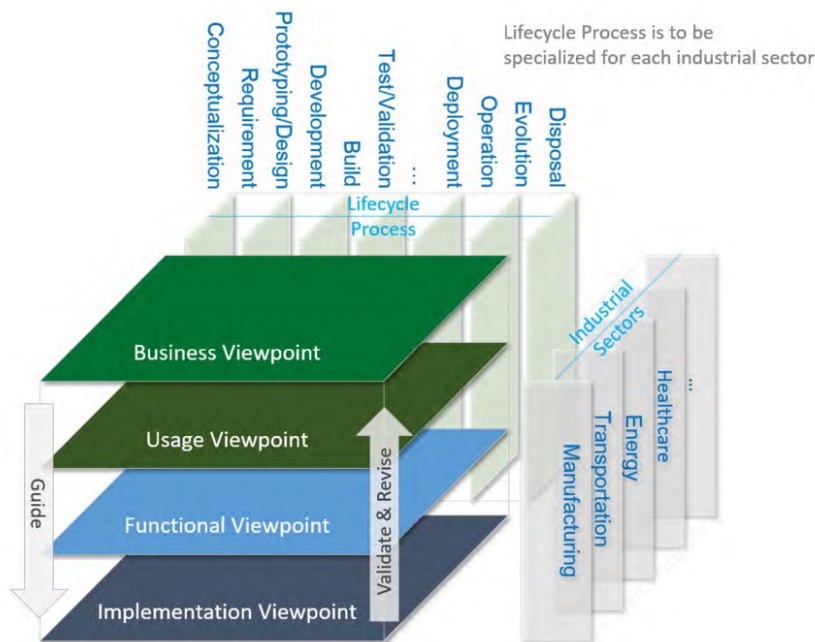 Lifecycle Process is to be
specialized for each industrial sector
Conceptualization
Requirement
Prototyping/Design
Development
Build
Test/Validation
...
Deployment
Operation
Evolution
Disposal
Lifecycle
Process
Industrial
Sectors
Business Viewpoint
Usage Viewpoint
Functional Viewpoint
Implementation Viewpoint
Guide
Validate & Revise
Manufacturing
Transportation
Energy
Healthcare
...